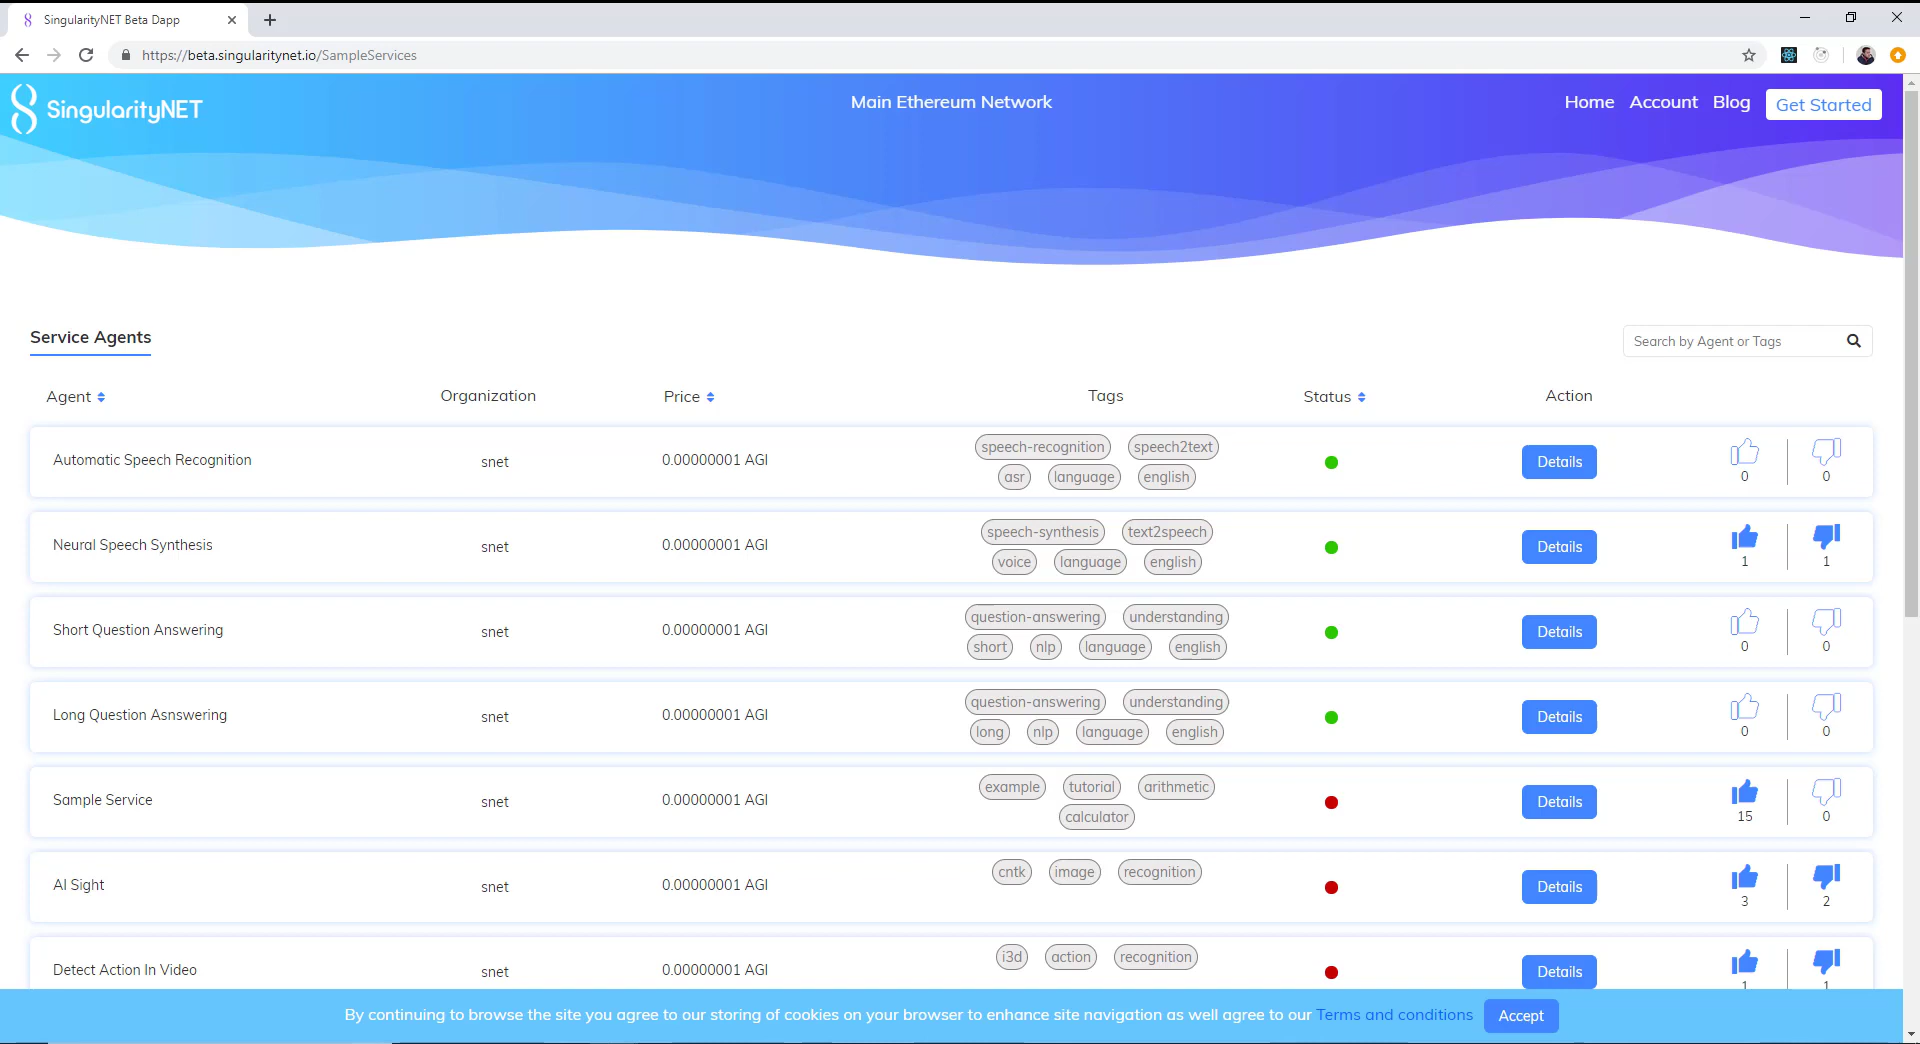 SingularityNET Beta Dapp
https://beta.singularitynet.io/SampleServices
SingularityNET
Main Ethereum Network
Home Account Blog Get Started
Service Agents
Search by Agent or Tags
Agent Organization Price Tags Status Action
Automatic Speech Recognition snet 0.00000001 AGI speech-recognition speech2text Details
asr language english 0 0
Neural Speech Synthesis snet 0.00000001 AGI speech-synthesis text2speech Details
voice language english 1 1
Short Question Answering snet 0.00000001 AGI question-answering understanding Details
short nlp language english 0 0
Long Question Asnswering snet 0.00000001 AGI question-answering understanding Details
long nlp language english 0 0
Sample Service snet 0.00000001 AGI example tutorial arithmetic Details
calculator 15 0
AI Sight snet 0.00000001 AGI cntk image recognition Details
3 2
Detect Action In Video snet 0.00000001 AGI i3d action recognition Details
1 1
By continuing to browse the site you agree to our storing of cookies on your browser to enhance site navigation as well agree to our Terms and conditions Accept